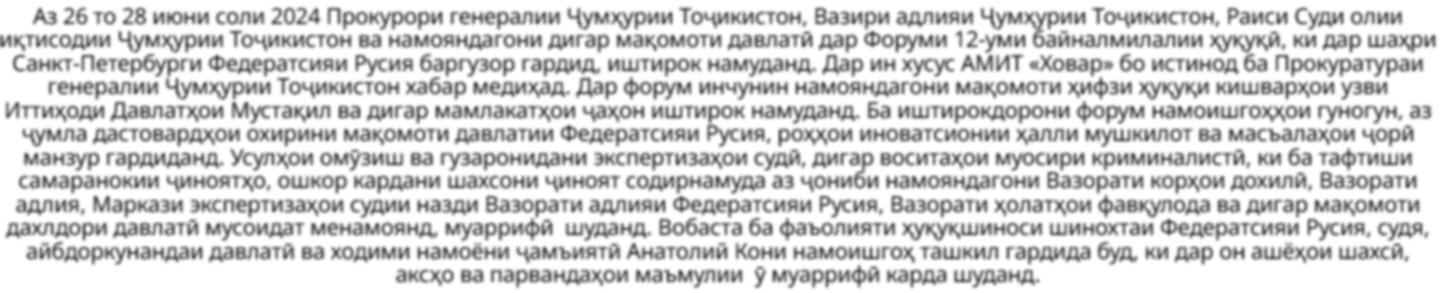 Аз 26 то 28 июни соли 2024 Прокурори генералии Ҷумҳурии Тоҷикистон, Вазири адлияи Ҷумҳурии Тоҷикистон, Раиси Суди олии
иқтисодии Ҷумҳурии Тоҷикистон ва намояндагони дигар мақомоти давлатӣ дар Форуми 12-уми байналмилалии ҳуқуқӣ, ки дар шаҳри
Санкт-Петербурги Федератсияи Русия баргузор гардид, иштирок намуданд. Дар ин хусус АМИТ «Ховар» бо истинод ба Прокуратураи
генералии Ҷумҳурии Тоҷикистон хабар медиҳад. Дар форум инчунин намояндагони мақомоти ҳифзи ҳуқуқи кишварҳои узви
Иттиҳоди Давлатҳои Мустақил ва дигар мамлакатҳои ҷаҳон иштирок намуданд. Ба иштирокдорони форум намоишгоҳҳои гуногун, аз
ҷумла дастовардҳои охирини мақомоти давлатии Федератсияи Русия, роҳҳои иноватсионии ҳалли мушкилот ва масъалаҳои ҷорӣ
манзур гардиданд. Усулҳои омӯзиш ва гузаронидани экспертизаҳои судӣ, дигар воситаҳои муосири криминалистӣ, ки ба тафтиши
самаранокии ҷиноятҳо, ошкор кардани шахсони ҷиноят содирнамуда аз ҷониби намояндагони Вазорати корҳои дохилӣ, Вазорати
адлия, Маркази экспертизаҳои судии назди Вазорати адлияи Федератсияи Русия, Вазорати ҳолатҳои фавқулода ва дигар мақомоти
дахлдори давлатӣ мусоидат менамоянд, муаррифӣ шуданд. Вобаста ба фаъолияти ҳуқуқшиноси шинохтаи Федератсияи Русия, судя,
айбдоркунандаи давлатӣ ва ходими намоёни ҷамъиятӣ Анатолий Кони намоишгоҳ ташкил гардида буд, ки дар он ашёҳои шахсӣ,
аксҳо ва парвандаҳои маъмулии ӯ муаррифӣ карда шуданд.